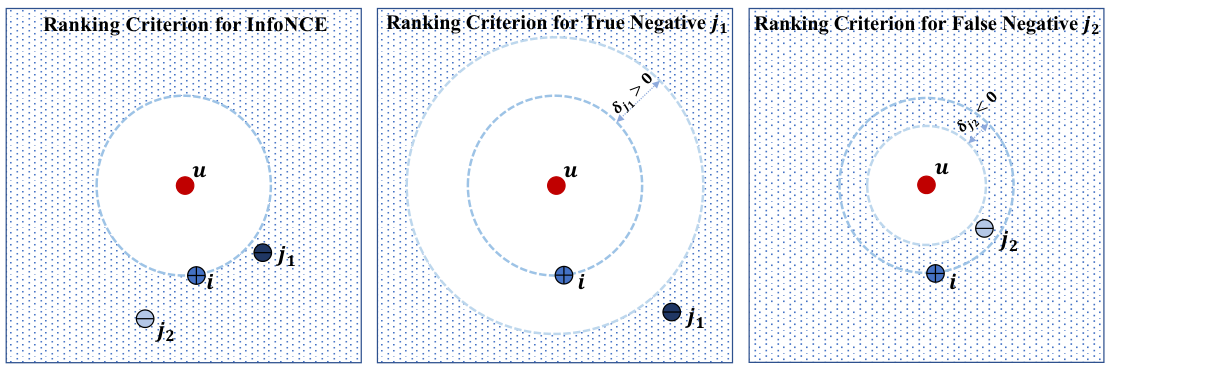 Ranking Criterion for InfoNCE
u
j₁
i
j₂
Ranking Criterion for True Negative j₁
δⱼ₁ > 0
u
i
j₁
Ranking Criterion for False Negative j₂
δⱼ₂ < 0
u
j₂
i